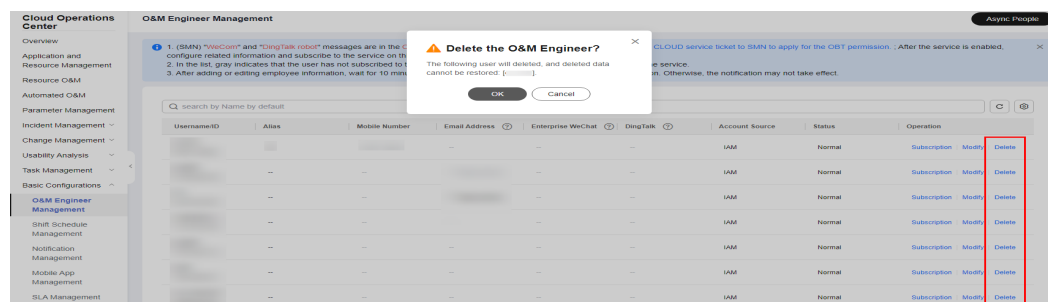 Cloud Operations
Center
O&M Engineer Management
Async People
Overview
Application and
Resource Management
Resource O&M
Automated O&M
Parameter Management
Incident Management
Change Management
Usability Analysis
Task Management
Basic Configurations
O&M Engineer
Management
Shift Schedule
Management
Notification
Management
Mobile App
Management
SLA Management
1. (SMN) "WeCom" and "DingTalk robot" messages are in the CLOUD service ticket to SMN to apply for the OBT permission. ; After the service is enabled,
configure related information and subscribe to the service on th
2. In the list, gray indicates that the user has not subscribed to t e service.
3. After adding or editing employee information, wait for 10 minu n. Otherwise, the notification may not take effect.
Delete the O&M Engineer?
The following user will deleted, and deleted data
cannot be restored: [ ].
OK Cancel
search by Name by default
Username/ID Alias Mobile Number Email Address Enterprise WeChat DingTalk Account Source Status Operation
-- -- -- IAM Normal Subscription Modify Delete
-- -- -- -- IAM Normal Subscription Modify Delete
-- -- -- -- IAM Normal Subscription Modify Delete
-- -- -- -- -- IAM Normal Subscription Modify Delete
-- -- -- -- -- IAM Normal Subscription Modify Delete
-- -- -- -- -- IAM Normal Subscription Modify Delete
-- -- -- -- -- IAM Normal Subscription Modify Delete